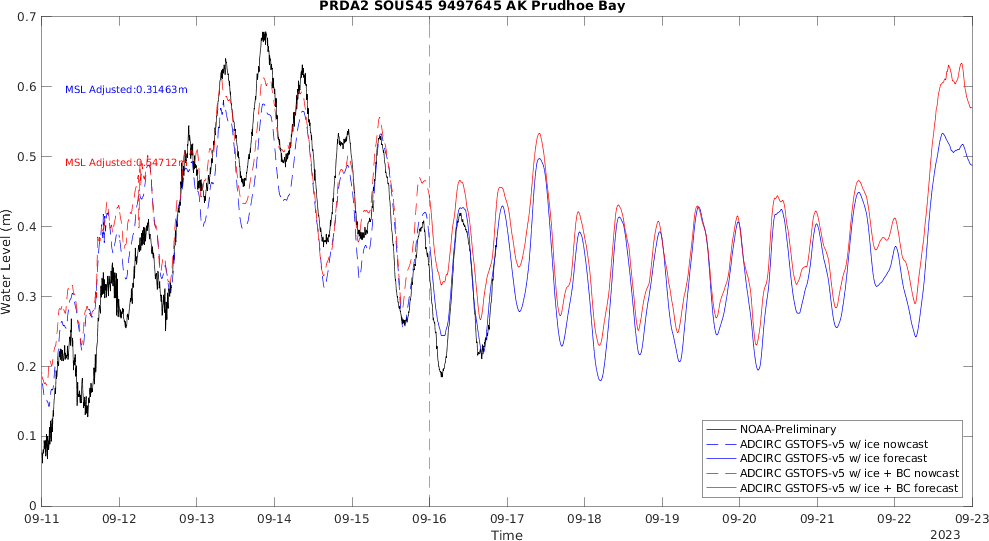 PRDA2 SOUS45 9497645 AK Prudhoe Bay
0.7
0.6
0.5
0.4
0.3
0.2
0.1
0
Water Level (m)
MSL Adjusted:0.31463m
MSL Adjusted:0.54712m
NOAA-Preliminary
ADCIRC GSTOFS-v5 w/ ice nowcast
ADCIRC GSTOFS-v5 w/ ice forecast
ADCIRC GSTOFS-v5 w/ ice + BC nowcast
ADCIRC GSTOFS-v5 w/ ice + BC forecast
09-11 09-12 09-13 09-14 09-15 09-16 09-17 09-18 09-19 09-20 09-21 09-22 09-23
Time
2023